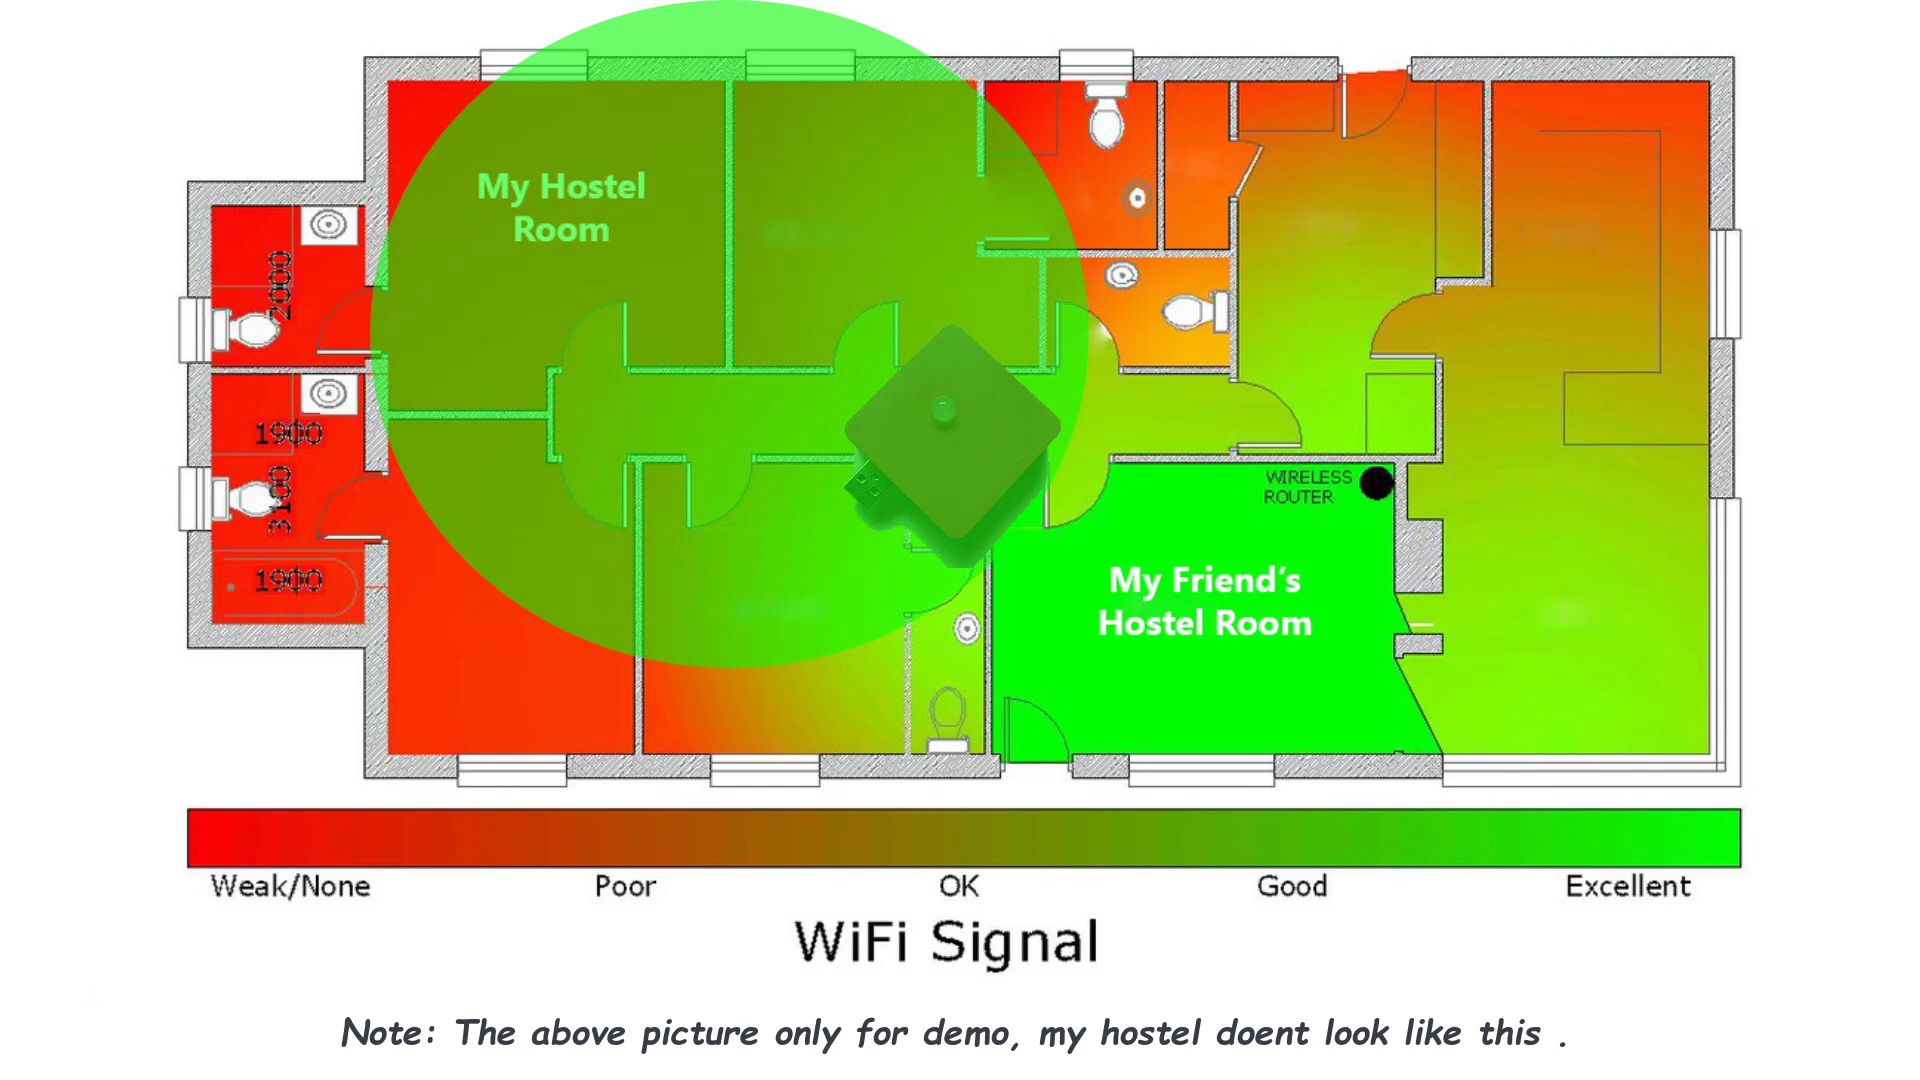 My Hostel
Room
2000
1900
3100
1900
WIRELESS
ROUTER
My Friend’s
Hostel Room
Weak/None
Poor
OK
Good
Excellent
WiFi Signal
Note: The above picture only for demo, my hostel doent look like this .